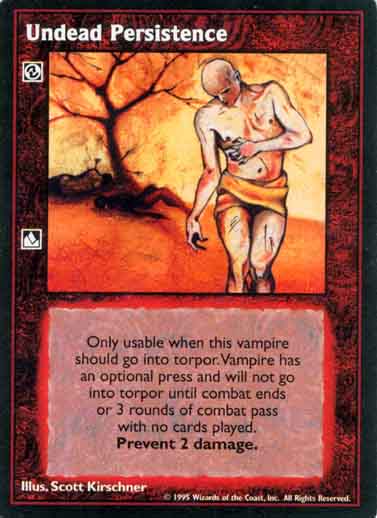 Undead Persistence
Only usable when this vampire
should go into torpor. Vampire has
an optional press and will not go
into torpor until combat ends
or 3 rounds of combat pass
with no cards played.
Prevent 2 damage.
Illus. Scott Kirschner
© 1995 Wizards of the Coast, Inc. All Rights Reserved.